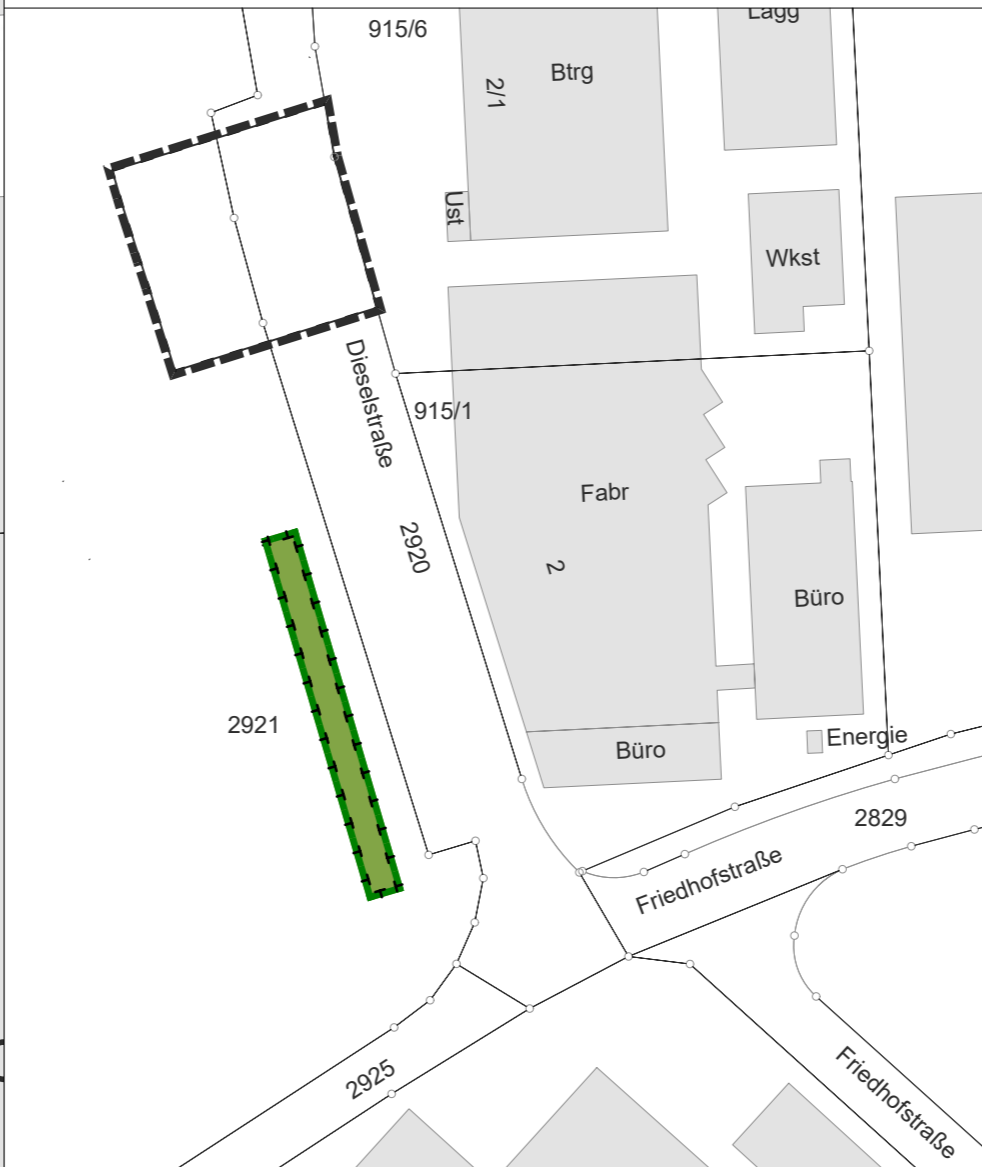 Lagg
915/6
Btrg
2/1
Ust
Wkst
Dieselstraße
915/1
Fabr
2920
2
Büro
2921
Energie
Büro
2829
Friedhofstraße
2925
Friedhofstraße